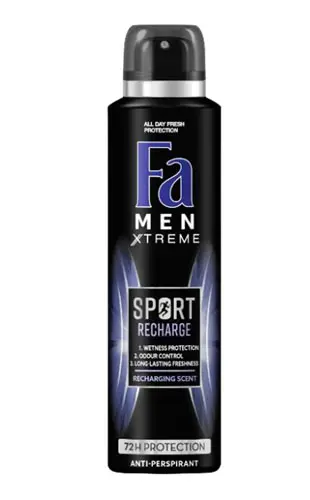 ALL DAY FRESH
PROTECTION
Fa
MEN
XTREME
SPORT
RECHARGE
1. WETNESS PROTECTION
2. ODOUR CONTROL
3. LONG-LASTING FRESHNESS
RECHARGING SCENT
72H PROTECTION
ANTI-PERSPIRANT